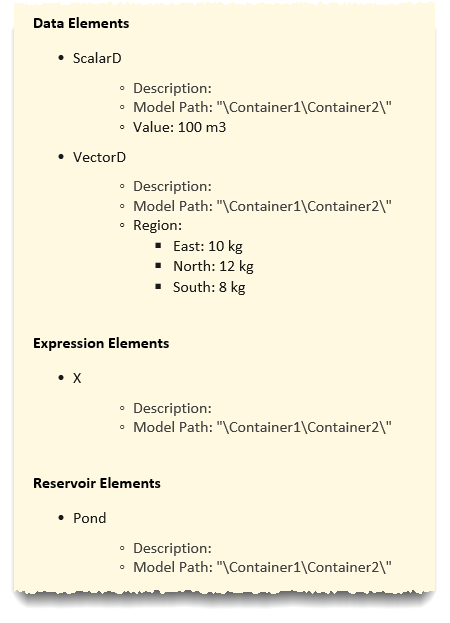 Data Elements
• ScalarD
◦ Description:
◦ Model Path: "\Container1\Container2\"
◦ Value: 100 m3
• VectorD
◦ Description:
◦ Model Path: "\Container1\Container2\"
◦ Region:
▪ East: 10 kg
▪ North: 12 kg
▪ South: 8 kg
Expression Elements
• X
◦ Description:
◦ Model Path: "\Container1\Container2\"
Reservoir Elements
• Pond
◦ Description:
◦ Model Path: "\Container1\Container2\"